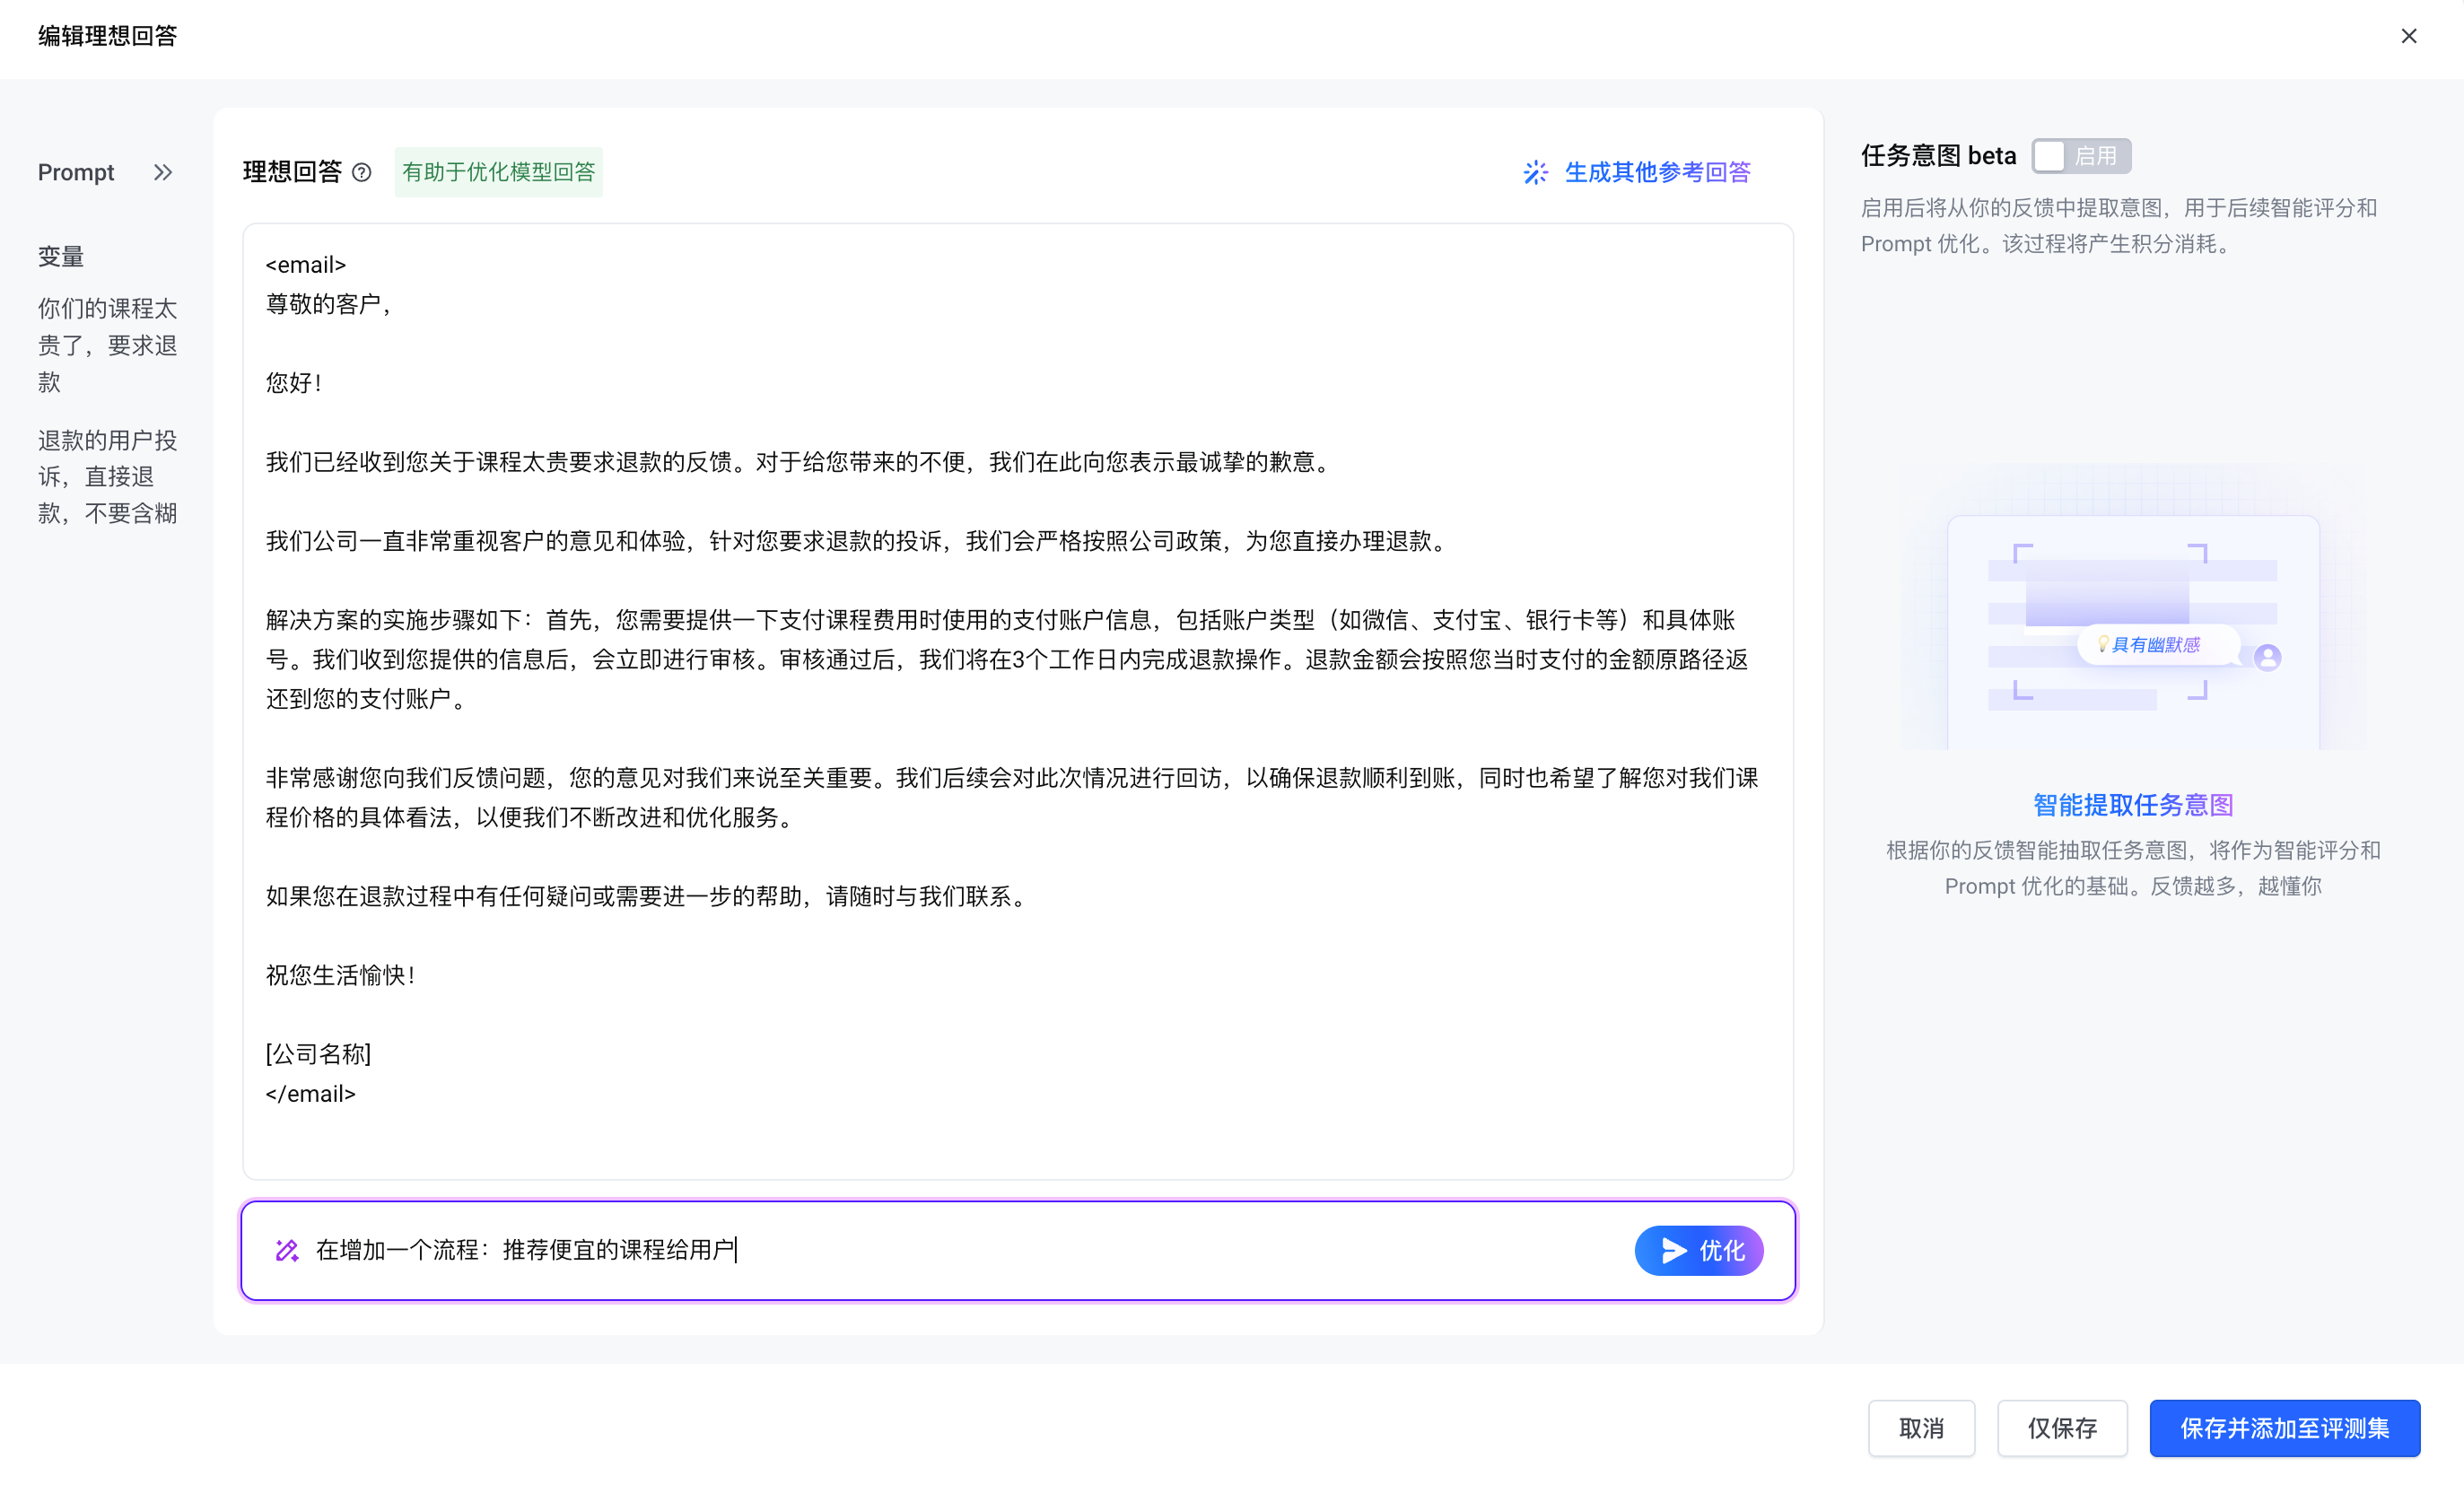 编辑理想回答
Prompt
变量
你们的课程太
贵了，要求退
款
退款的用户投
诉，直接退
款，不要含糊
理想回答
有助于优化模型回答
生成其他参考回答
<email>
尊敬的客户，
您好！
我们已经收到您关于课程太贵要求退款的反馈。对于给您带来的不便，我们在此向您表示最诚挚的歉意。
我们公司一直非常重视客户的意见和体验，针对您要求退款的投诉，我们会严格按照公司政策，为您直接办理退款。
解决方案的实施步骤如下：首先，您需要提供一下支付课程费用时使用的支付账户信息，包括账户类型（如微信、支付宝、银行卡等）和具体账
号。我们收到您提供的信息后，会立即进行审核。审核通过后，我们将在3个工作日内完成退款操作。退款金额会按照您当时支付的金额原路径返
还到您的支付账户。
非常感谢您向我们反馈问题，您的意见对我们来说至关重要。我们后续会对此次情况进行回访，以确保退款顺利到账，同时也希望了解您对我们课
程价格的具体看法，以便我们不断改进和优化服务。
如果您在退款过程中有任何疑问或需要进一步的帮助，请随时与我们联系。
祝您生活愉快！
[公司名称]
</email>
在增加一个流程：推荐便宜的课程给用户
优化
任务意图 beta
启用
启用后将从你的反馈中提取意图，用于后续智能评分和
Prompt 优化。该过程将产生积分消耗。
具有幽默感
智能提取任务意图
根据你的反馈智能抽取任务意图，将作为智能评分和
Prompt 优化的基础。反馈越多，越懂你
取消
仅保存
保存并添加至评测集